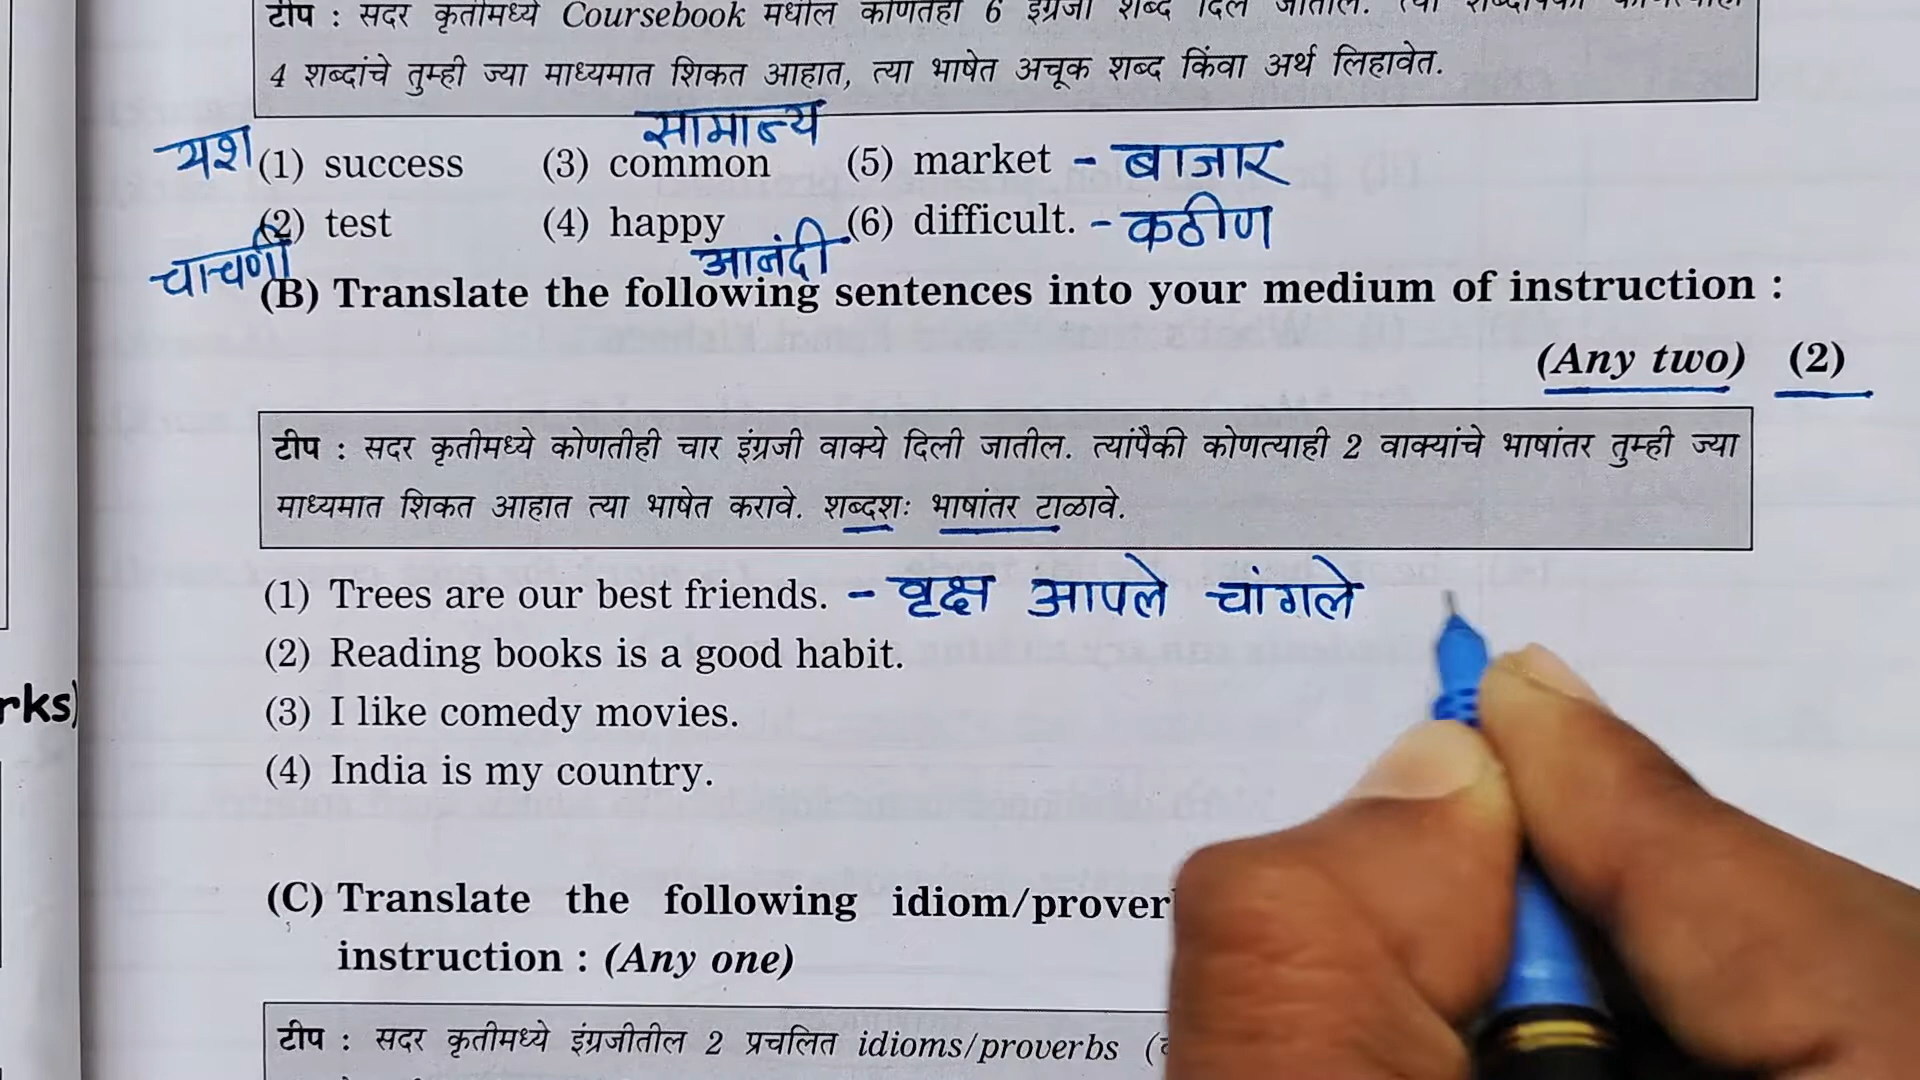 टीप : सदर कृतीमध्ये Coursebook मधील कोणतेही 6 इंग्रजी शब्द दिले जातील. त्या
4 शब्दांचे तुम्ही ज्या माध्यमात शिकत आहात, त्या भाषेत अचूक शब्द किंवा अर्थ लिहावेत.
सामान्य
यश (1) success (3) common (5) market - बाजार
(2) test (4) happy (6) difficult. - कठीण
चाचणी आनंदी
(B) Translate the following sentences into your medium of instruction :
(Any two) (2)
टीप : सदर कृतीमध्ये कोणतीही चार इंग्रजी वाक्ये दिली जातील. त्यांपैकी कोणत्याही 2 वाक्यांचे भाषांतर तुम्ही ज्या
माध्यमात शिकत आहात त्या भाषेत करावे. शब्दशः भाषांतर टाळावे.
(1) Trees are our best friends. - वृक्ष आपले चांगले
(2) Reading books is a good habit.
(3) I like comedy movies.
rks)
(4) India is my country.
(C) Translate the following idiom/prover
instruction : (Any one)
टीप : सदर कृतीमध्ये इंग्रजीतील 2 प्रचलित idioms/proverbs (